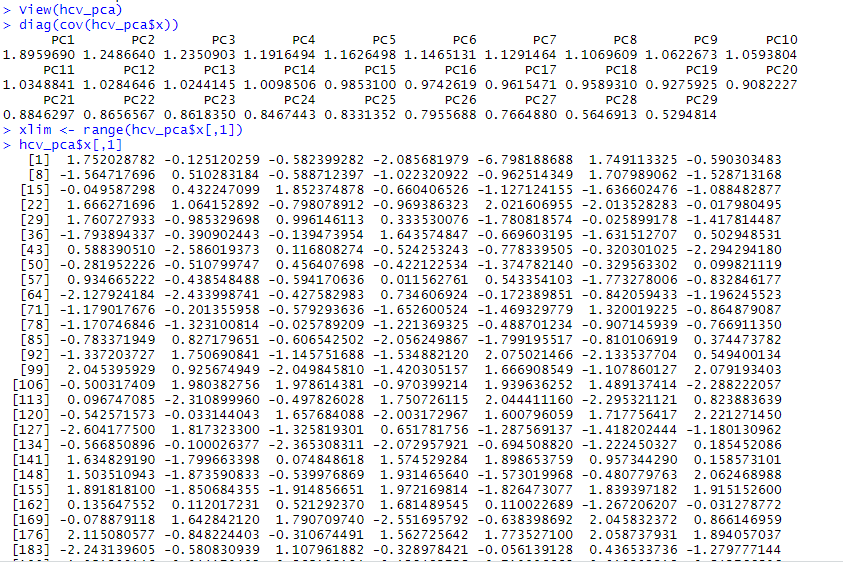 > view(hcv_pca)
> diag(cov(hcv_pca$x))
PC1 PC2 PC3 PC4 PC5 PC6 PC7 PC8 PC9 PC10
1.8959690 1.2486640 1.2350903 1.1916494 1.1626498 1.1465131 1.1291464 1.1069609 1.0622673 1.0593804
PC11 PC12 PC13 PC14 PC15 PC16 PC17 PC18 PC19 PC20
1.0348841 1.0284646 1.0244145 1.0098506 0.9853100 0.9742619 0.9615471 0.9589310 0.9275925 0.9082227
PC21 PC22 PC23 PC24 PC25 PC26 PC27 PC28 PC29
0.8846297 0.8656567 0.8618350 0.8467443 0.8331352 0.7955688 0.7664880 0.5646913 0.5294814
> xlim <- range(hcv_pca$x[,1])
> hcv_pca$x[,1]
[1] 1.752028782 -0.125120259 -0.582399282 -2.085681979 -6.798188688 1.749113325 -0.590303483
[8] -1.564717696 0.510283184 -0.588712397 -1.022320922 -0.962514349 1.707989062 -1.528713168
[15] -0.049587298 0.432247099 1.852374878 -0.660406526 -1.127124155 -1.636602476 -1.088482877
[22] 1.666271696 1.064152892 -0.798078912 -0.969386323 2.021606955 -2.013528283 -0.017980495
[29] 1.760727933 -0.985329698 0.996146113 0.333530076 -1.780818574 -0.025899178 -1.417814487
[36] -1.793894337 -0.390902443 -0.139473954 1.643574847 -0.669603195 -1.631512707 0.502948531
[43] 0.588390510 -2.586019373 0.116808274 -0.524253243 -0.778339505 -0.320301025 -2.294294180
[50] -0.281952226 -0.510799747 0.456407698 -0.422122534 -1.374782140 -0.329563302 0.099821119
[57] 0.934665222 -0.438548488 -0.594170636 0.011562761 0.543354103 -1.773278006 -0.832846177
[64] -2.127924184 -2.433998741 -0.427582983 0.734606924 -0.172389851 -0.842059433 -1.196245523
[71] -1.179017676 -0.201355958 -0.579293636 -1.652600524 -1.469329779 1.320019225 -0.864879087
[78] -1.170746846 -1.323100814 -0.025789209 -1.221369325 -0.488701234 -0.907145939 -0.766911350
[85] -0.783371949 0.827179651 -0.606542502 -2.056249867 -1.799195517 -0.810106919 0.374473782
[92] -1.337203727 1.750690841 -1.145751688 -1.534882120 2.075021466 -2.133537704 0.549400134
[99] 2.045395929 0.925674949 -2.049845810 -1.420305157 1.666908549 -1.107860127 2.079193403
[106] -0.500317409 1.980382756 1.978614381 -0.970399214 1.939636252 1.489137414 -2.288222057
[113] 0.096747085 -2.310899960 -0.497826028 1.750726115 2.044411160 -2.295321121 0.823883639
[120] -0.542571573 -0.033144043 1.657684088 -2.003172967 1.600796059 1.717756417 2.221271450
[127] -2.604177500 1.817323300 -1.325819301 0.651781756 -1.287569137 -1.418202444 -1.180130962
[134] -0.566850896 -0.100026377 -2.365308311 -2.072957921 -0.694508820 -1.222450327 0.185452086
[141] 1.634829190 -1.799663398 0.074848618 1.574529284 1.898653759 0.957344290 0.158573101
[148] 1.503510943 -1.873590833 -0.539976869 1.931465640 -1.573019968 -0.480779763 2.062468988
[155] 1.891818100 -1.850684355 -1.914856651 1.972169814 -1.826473077 1.839397182 1.915152600
[162] 0.135647552 0.112017231 0.521292370 1.681489545 0.110022689 -1.267206207 -0.031278772
[169] -0.078879118 1.642842120 1.790709740 -2.551695792 -0.638398692 2.045832372 0.866146959
[176] 2.115080577 -0.848224403 -0.310674491 1.562725642 1.773527100 2.058737931 1.894057037
[183] -2.243139605 -0.580830939 1.107961882 -0.328978421 -0.056139128 0.436533736 -1.279777144